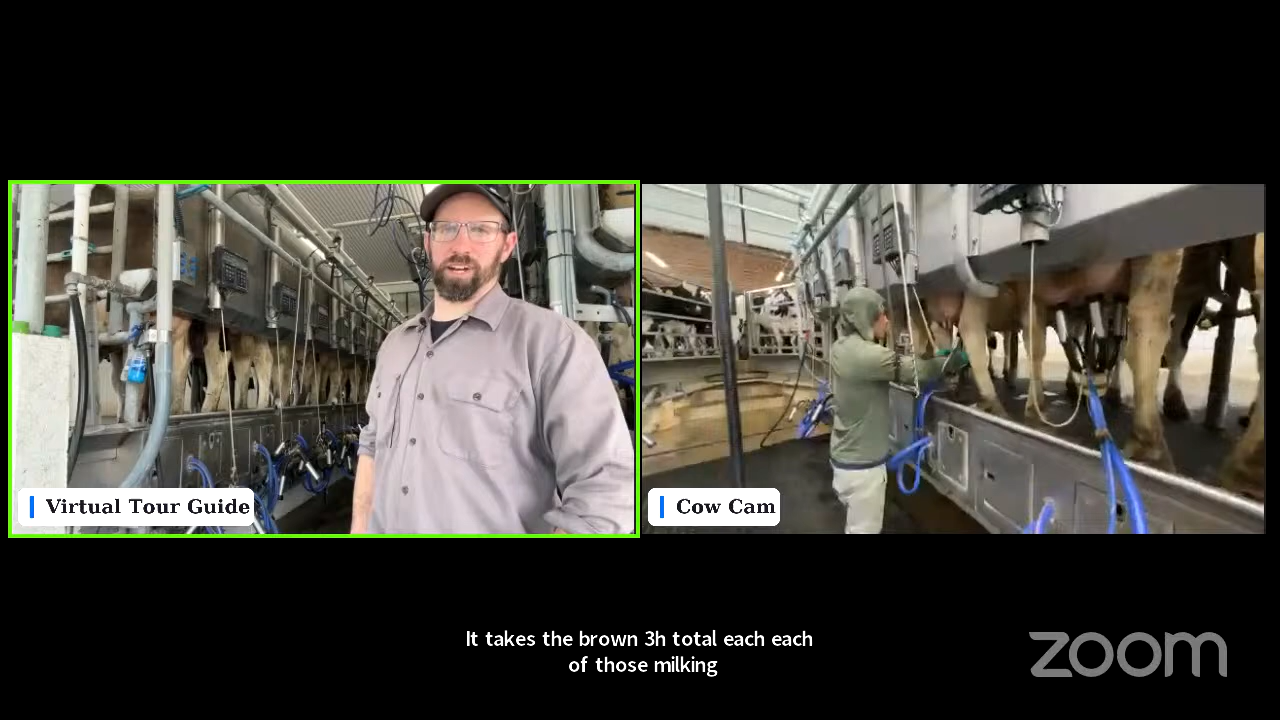 Virtual Tour Guide
Cow Cam
It takes the brown 3h total each each
of those milking
zoom